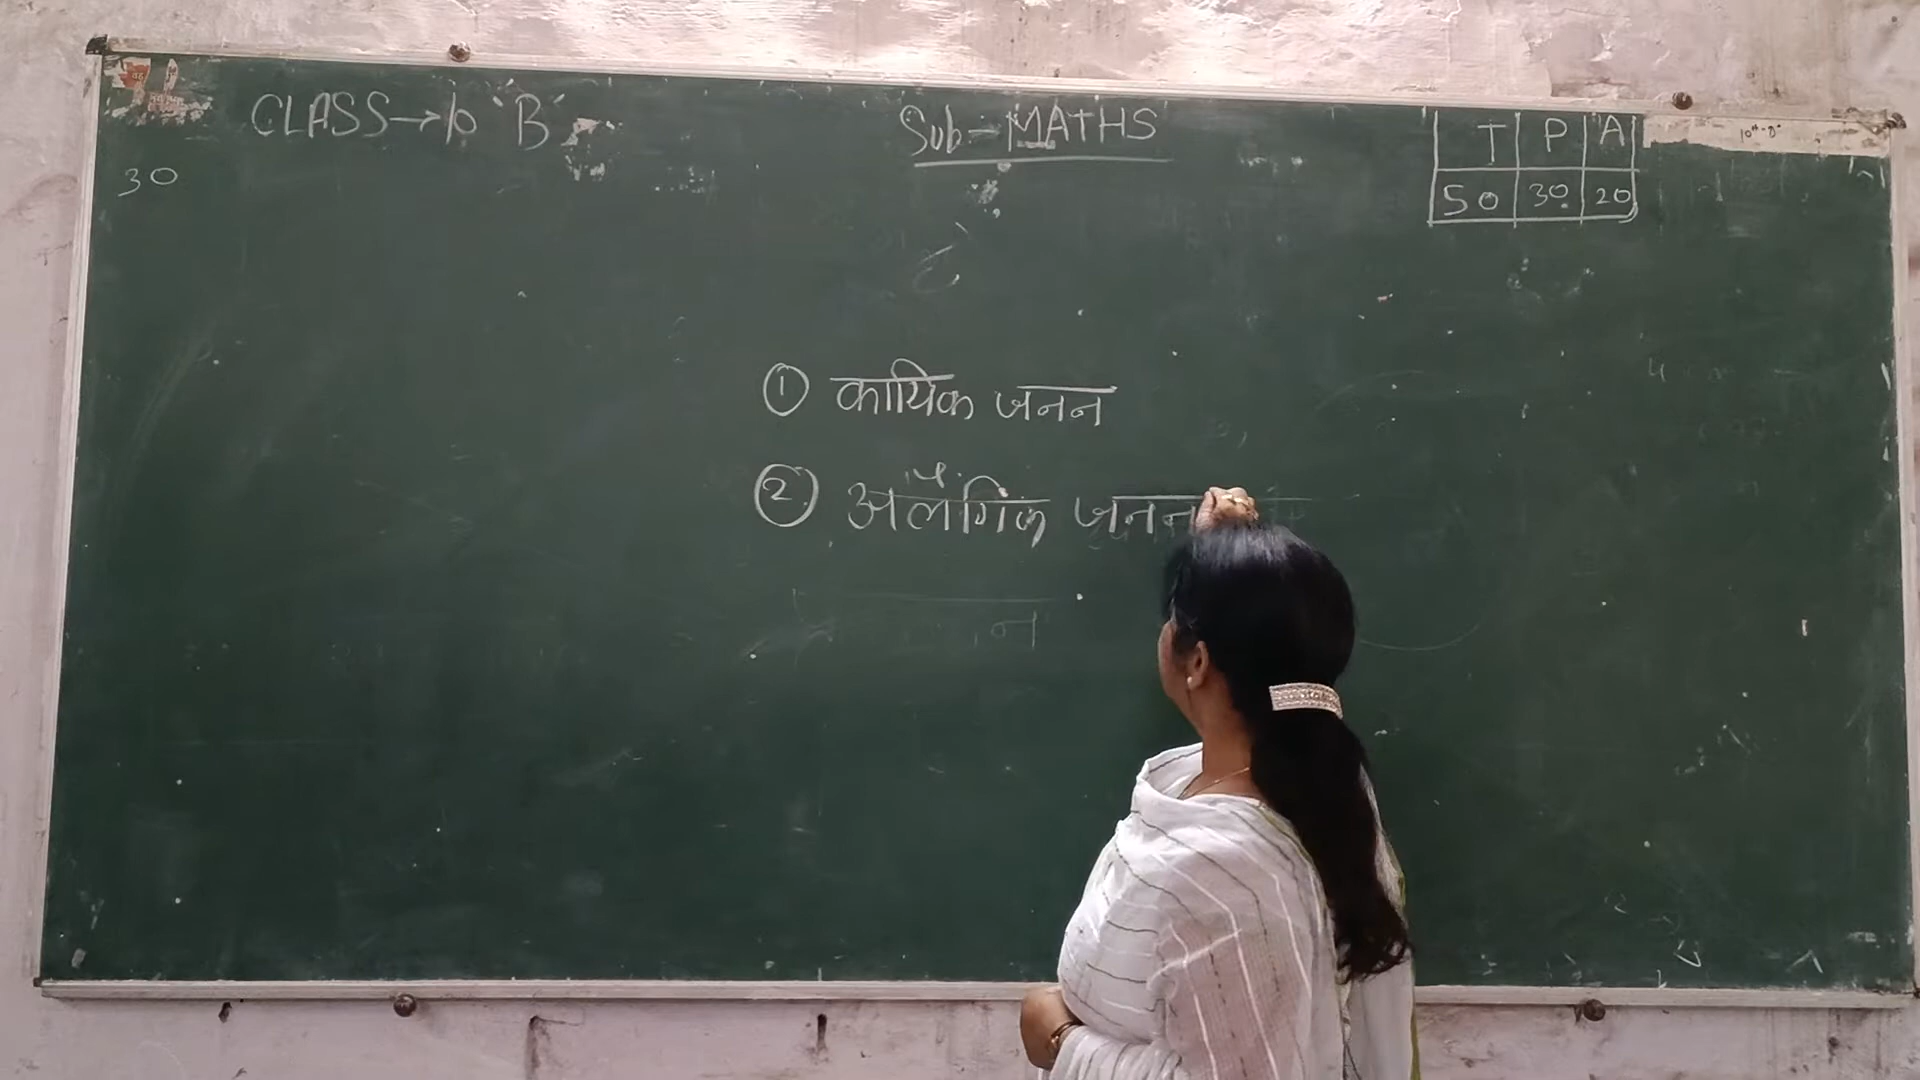 CLASS→10 'B'
Sub-MATHS
T P A
30
50 30 20
① कायिक जनन
② अलैंगिक जनन